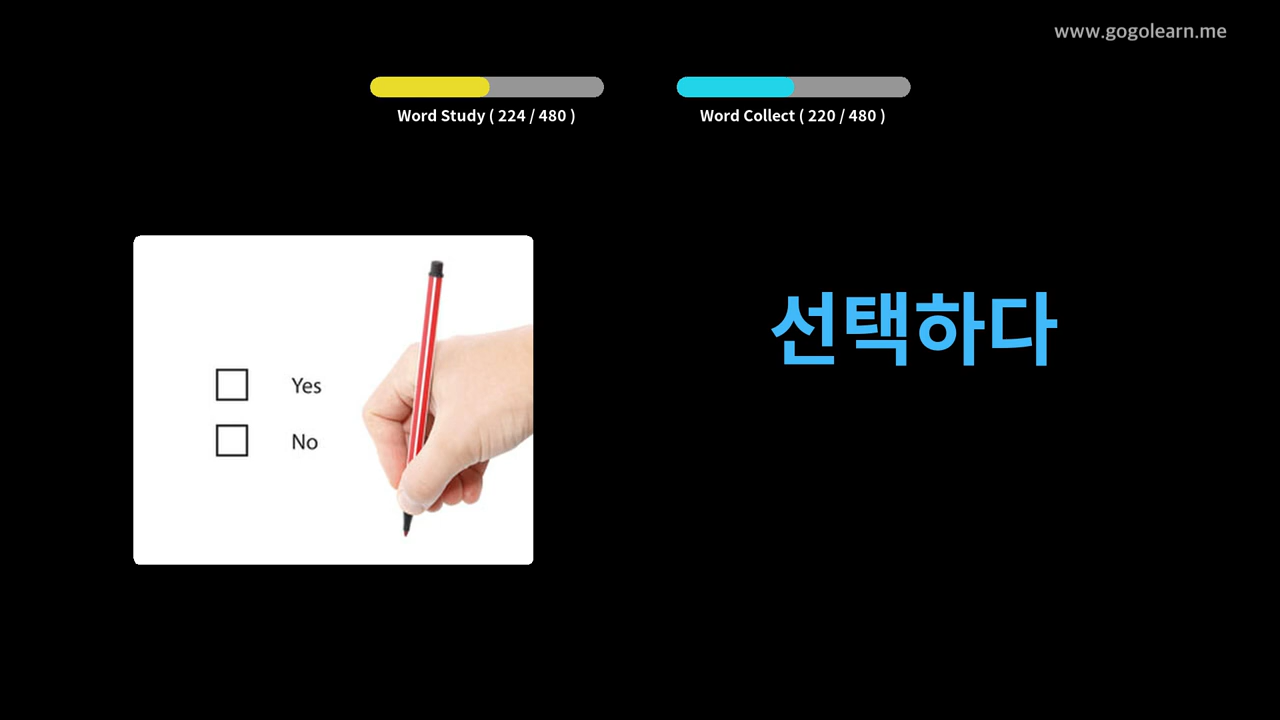 www.gogolearn.me
Word Study ( 224 / 480 )
Word Collect ( 220 / 480 )
선택하다
Yes
No